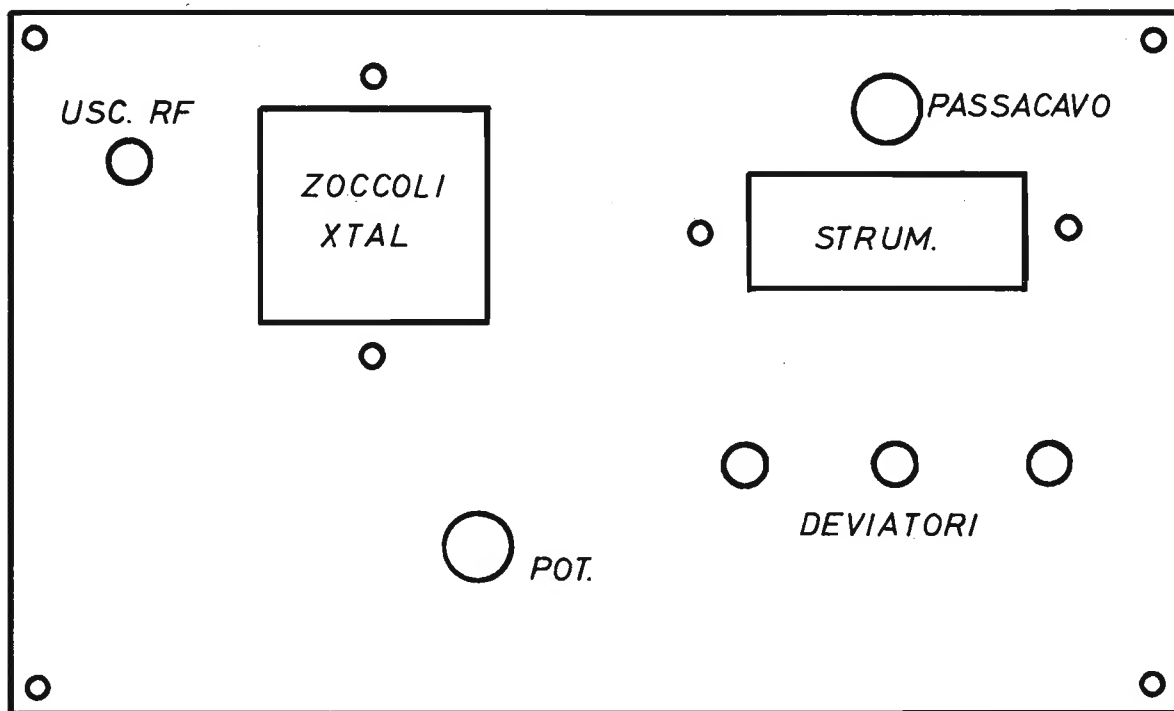 USC. RF
PASSACAVO
ZOCCOLI
XTAL
STRUM.
DEVIATORI
POT.